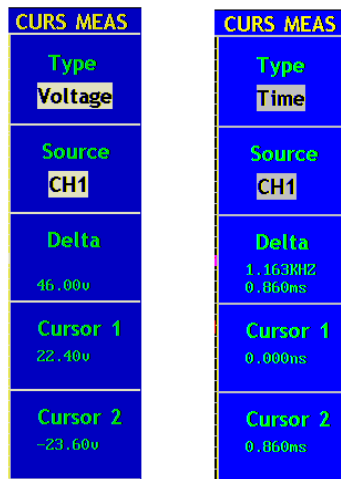 CURS MEAS
Type
Voltage
Source
CH1
Delta
46.00v
Cursor 1
22.40v
Cursor 2
-23.60v
CURS MEAS
Type
Time
Source
CH1
Delta
1.163KHZ
0.860ms
Cursor 1
0.000ns
Cursor 2
0.860ms